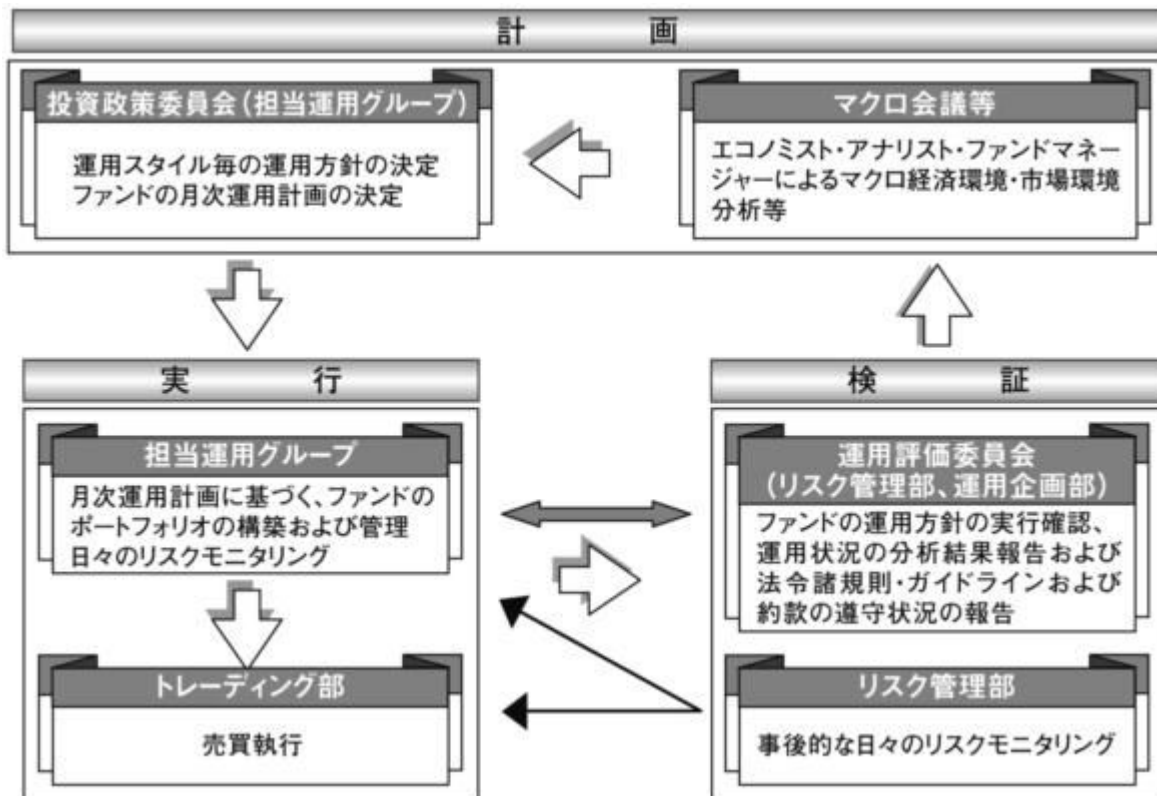 計画
投資政策委員会(担当運用グループ)
運用スタイル毎の運用方針の決定
ファンドの月次運用計画の決定
マクロ会議等
エコノミスト・アナリスト・ファンドマネー
ジャーによるマクロ経済環境・市場環境
分析等
実行
担当運用グループ
月次運用計画に基づく、ファンドの
ポートフォリオの構築および管理
日々のリスクモニタリング
トレーディング部
売買執行
検証
運用評価委員会
(リスク管理部、運用企画部)
ファンドの運用方針の実行確認、
運用状況の分析結果報告および
法令諸規則・ガイドラインおよび
約款の遵守状況の報告
リスク管理部
事後的な日々のリスクモニタリング